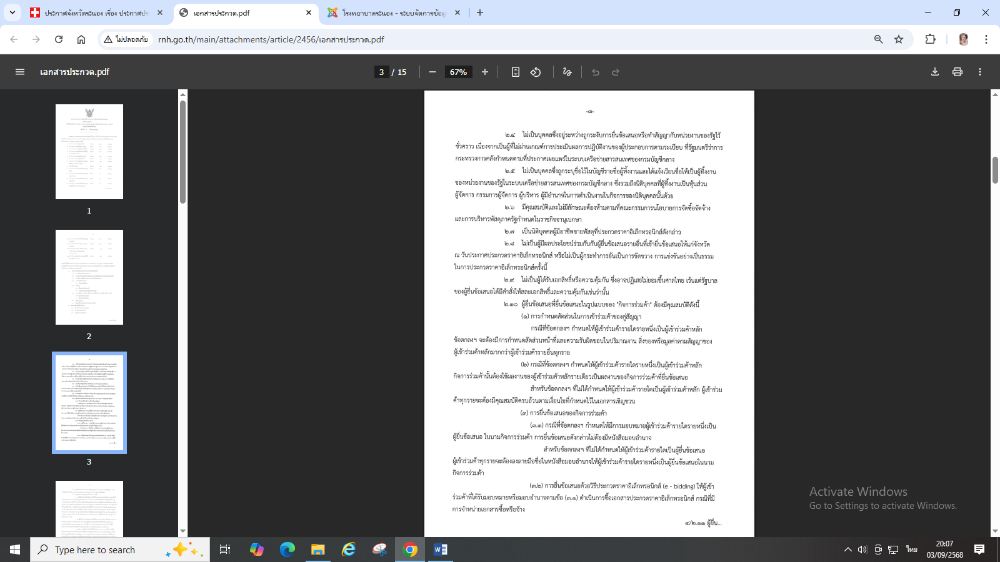 ประกาศจังหวัดระนอง เรื่อง ประกาศปร
เอกสารประกวด.pdf
โรงพยาบาลระนอง - ระบบจัดการข้อมู
ไม่ปลอดภัย
rnh.go.th/main/attachments/article/2456/เอกสารประกวด.pdf
เอกสารประกวด.pdf
3 / 15
67%
1
2
3
-๓-
๒.๔ ไม่เป็นบุคคลซึ่งอยู่ระหว่างถูกระงับการยื่นข้อเสนอหรือทำสัญญากับหน่วยงานของรัฐไว้
ชั่วคราว เนื่องจากเป็นผู้ที่ไม่ผ่านเกณฑ์การประเมินผลการปฏิบัติงานของผู้ประกอบการตามระเบียบ ที่รัฐมนตรีว่าการ
กระทรวงการคลังกำหนดตามที่ประกาศเผยแพร่ในระบบเครือข่ายสารสนเทศของกรมบัญชีกลาง
๒.๕ ไม่เป็นบุคคลซึ่งถูกระบุชื่อไว้ในบัญชีรายชื่อผู้ทิ้งงานและได้แจ้งเวียนชื่อให้เป็นผู้ทิ้งงาน
ของหน่วยงานของรัฐในระบบเครือข่ายสารสนเทศของกรมบัญชีกลาง ซึ่งรวมถึงนิติบุคคลที่ผู้ทิ้งงานเป็นหุ้นส่วน
ผู้จัดการ กรรมการผู้จัดการ ผู้บริหาร ผู้มีอำนาจในการดำเนินงานในกิจการของนิติบุคคลนั้นด้วย
๒.๖ มีคุณสมบัติและไม่มีลักษณะต้องห้ามตามที่คณะกรรมการนโยบายการจัดซื้อจัดจ้าง
และการบริหารพัสดุภาครัฐกำหนดในราชกิจจานุเบกษา
๒.๗ เป็นนิติบุคคลผู้มีอาชีพขายพัสดุที่ประกวดราคาอิเล็กทรอนิกส์ดังกล่าว
๒.๘ ไม่เป็นผู้มีผลประโยชน์ร่วมกันกับผู้ยื่นข้อเสนอรายอื่นที่เข้ายื่นข้อเสนอให้แก่จังหวัด
ณ วันประกาศประกวดราคาอิเล็กทรอนิกส์ หรือไม่เป็นผู้กระทำการอันเป็นการขัดขวาง การแข่งขันอย่างเป็นธรรม
ในการประกวดราคาอิเล็กทรอนิกส์ครั้งนี้
๒.๙ ไม่เป็นผู้ได้รับเอกสิทธิ์หรือความคุ้มกัน ซึ่งอาจปฏิเสธไม่ยอมขึ้นศาลไทย เว้นแต่รัฐบาล
ของผู้ยื่นข้อเสนอได้มีคำสั่งให้สละเอกสิทธิ์และความคุ้มกันเช่นว่านั้น
๒.๑๐ ผู้ยื่นข้อเสนอที่ยื่นข้อเสนอในรูปแบบของ "กิจการร่วมค้า" ต้องมีคุณสมบัติดังนี้
(๑) การกำหนดสัดส่วนในการเข้าร่วมค้าของคู่สัญญา
กรณีที่ข้อตกลงฯ กำหนดให้ผู้เข้าร่วมค้ารายใดรายหนึ่งเป็นผู้เข้าร่วมค้าหลัก
ข้อตกลงฯ จะต้องมีการกำหนดสัดส่วนหน้าที่และความรับผิดชอบในปริมาณงาน สิ่งของหรือมูลค่าตามสัญญาของ
ผู้เข้าร่วมค้าหลักมากกว่าผู้เข้าร่วมค้ารายอื่นทุกราย
(๒) กรณีที่ข้อตกลงฯ กำหนดให้ผู้เข้าร่วมค้ารายใดรายหนึ่งเป็นผู้เข้าร่วมค้าหลัก
กิจการร่วมค้านั้นต้องใช้ผลงานของผู้เข้าร่วมค้าหลักรายเดียวเป็นผลงานของกิจการร่วมค้าที่ยื่นข้อเสนอ
สำหรับข้อตกลงฯ ที่ไม่ได้กำหนดให้ผู้เข้าร่วมค้ารายใดเป็นผู้เข้าร่วมค้าหลัก ผู้เข้าร่วม
ค้าทุกรายจะต้องมีคุณสมบัติครบถ้วนตามเงื่อนไขที่กำหนดไว้ในเอกสารเชิญชวน
(๓) การยื่นข้อเสนอของกิจการร่วมค้า
(๓.๑) กรณีที่ข้อตกลงฯ กำหนดให้มีการมอบหมายผู้เข้าร่วมค้ารายใดรายหนึ่งเป็น
ผู้ยื่นข้อเสนอ ในนามกิจการร่วมค้า การยื่นข้อเสนอดังกล่าวไม่ต้องมีหนังสือมอบอำนาจ
สำหรับข้อตกลงฯ ที่ไม่ได้กำหนดให้ผู้เข้าร่วมค้ารายใดเป็นผู้ยื่นข้อเสนอ
ผู้เข้าร่วมค้าทุกรายจะต้องลงลายมือชื่อในหนังสือมอบอำนาจให้ผู้เข้าร่วมค้ารายใดรายหนึ่งเป็นผู้ยื่นข้อเสนอในนาม
กิจการร่วมค้า
(๓.๒) การยื่นข้อเสนอด้วยวิธีประกวดราคาอิเล็กทรอนิกส์ (e - bidding) ให้ผู้เข้า
ร่วมค้าที่ได้รับมอบหมายหรือมอบอำนาจตามข้อ (๓.๑) ดำเนินการซื้อเอกสารประกวดราคาอิเล็กทรอนิกส์ กรณีที่มี
การจำหน่ายเอกสารซื้อหรือจ้าง
๔/๒.๑๑ ผู้ยื่น...
Activate Windows
Go to Settings to activate Windows.
Type here to search
ไทย
20:07
03/09/2568